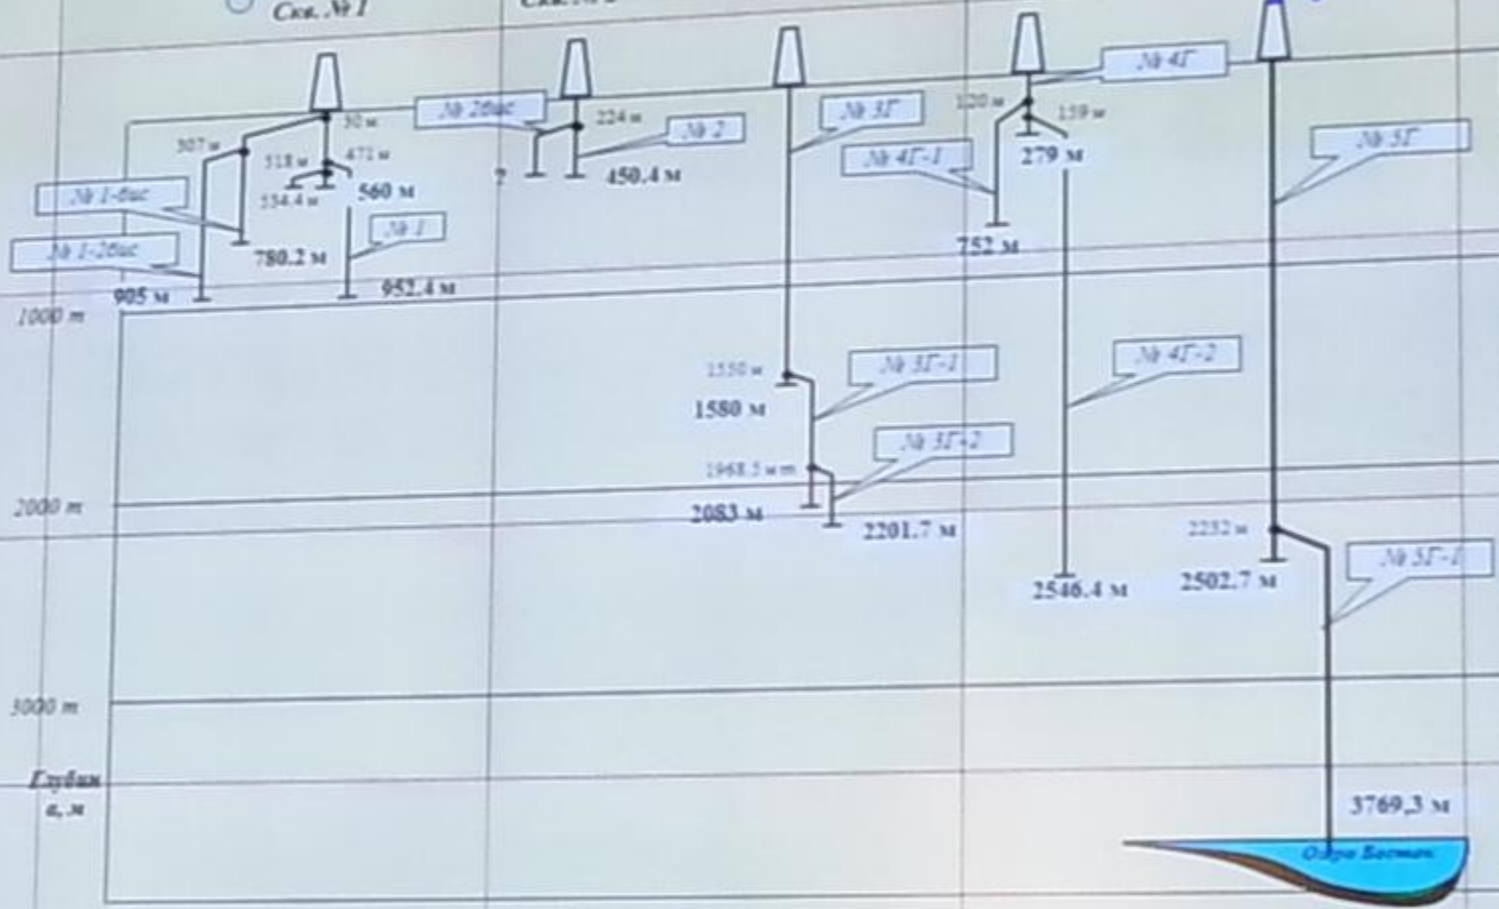 Скв. № 1
№ 4Г
120 м
159 м
№ 2бис
224 м
№ 2
№ 3Г
30 м
307 м
518 м
471 м
279 м
№ 4Г-1
№ 5Г
?
450.4 м
№ 1-бис
534.4 м
560 м
№ 1
№ 1-2бис
780.2 м
752 м
905 м
952.4 м
1000 m
1550 м
№ 3Г-1
№ 4Г-2
1580 м
№ 3Г-2
1968.5 м
2000 m
2083 м
2201.7 м
2232 м
№ 5Г-1
2546.4 м
2502.7 м
3000 m
Глубин
а, м
3769,3 м
Озеро Восток